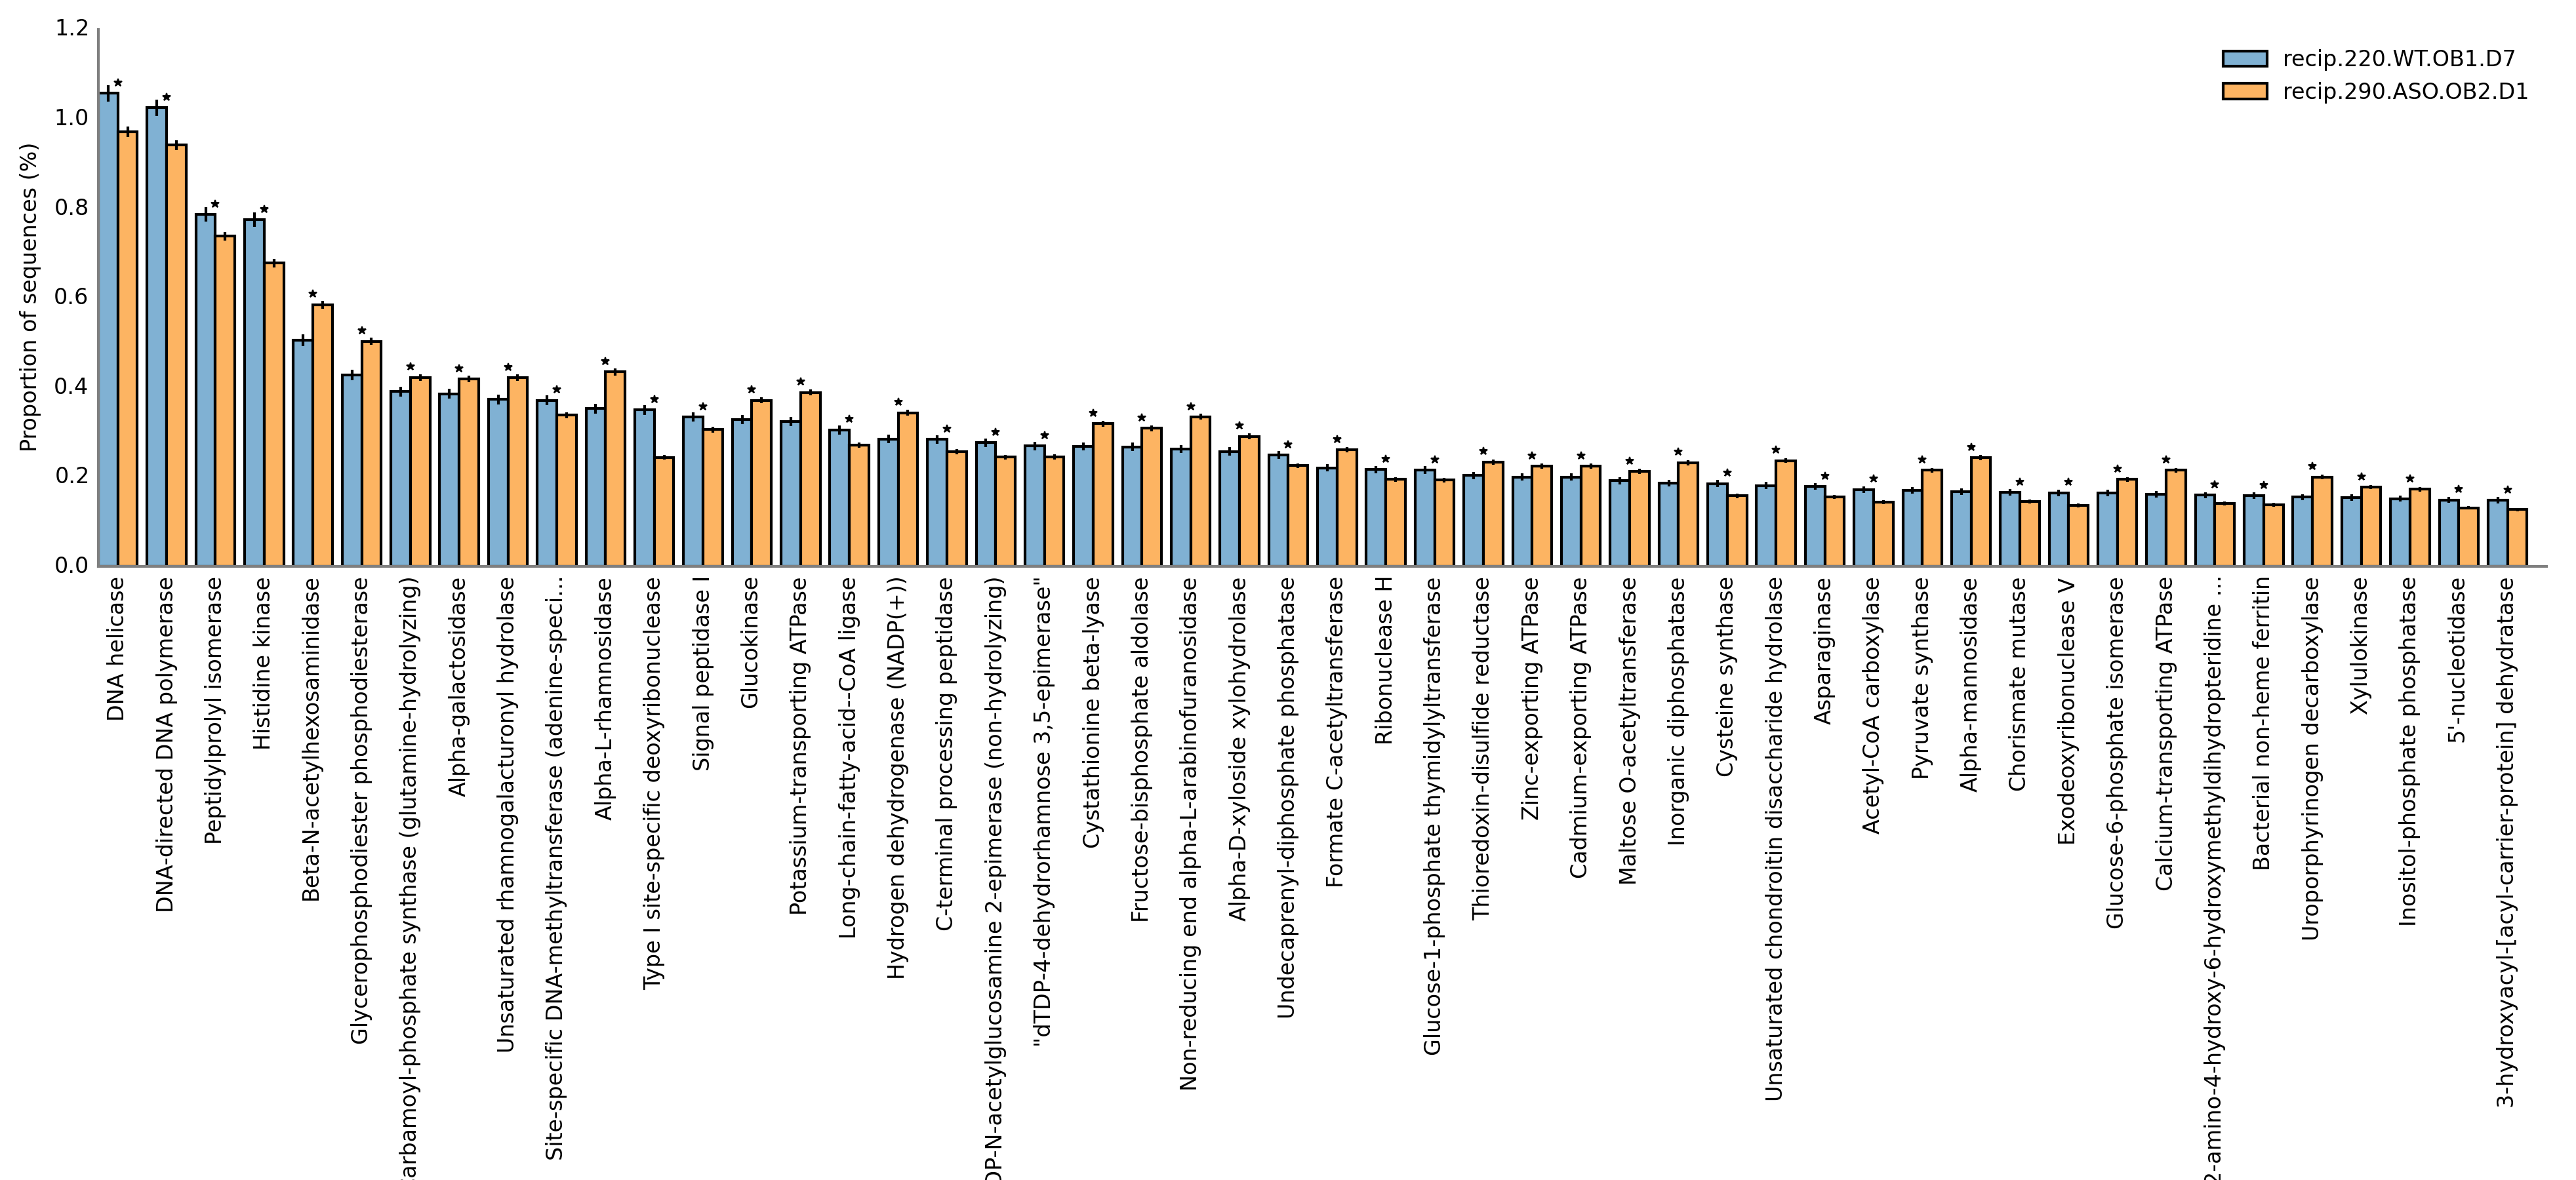 1.2
1.0
0.8
0.6
0.4
0.2
0.0
Proportion of sequences (%)
recip.220.WT.OB1.D7
recip.290.ASO.OB2.D1
DNA helicase
DNA-directed DNA polymerase
Peptidylprolyl isomerase
Histidine kinase
Beta-N-acetylhexosaminidase
Glycerophosphodiester phosphodiesterase
arbamoyl-phosphate synthase (glutamine-hydrolyzing)
Alpha-galactosidase
Unsaturated rhamnogalacturonyl hydrolase
Site-specific DNA-methyltransferase (adenine-speci...
Alpha-L-rhamnosidase
Type I site-specific deoxyribonuclease
Signal peptidase I
Glucokinase
Potassium-transporting ATPase
Long-chain-fatty-acid--CoA ligase
Hydrogen dehydrogenase (NADP(+))
C-terminal processing peptidase
DP-N-acetylglucosamine 2-epimerase (non-hydrolyzing)
"dTDP-4-dehydrorhamnose 3,5-epimerase"
Cystathionine beta-lyase
Fructose-bisphosphate aldolase
Non-reducing end alpha-L-arabinofuranosidase
Alpha-D-xyloside xylohydrolase
Undecaprenyl-diphosphate phosphatase
Formate C-acetyltransferase
Ribonuclease H
Glucose-1-phosphate thymidylyltransferase
Thioredoxin-disulfide reductase
Zinc-exporting ATPase
Cadmium-exporting ATPase
Maltose O-acetyltransferase
Inorganic diphosphatase
Cysteine synthase
Unsaturated chondroitin disaccharide hydrolase
Asparaginase
Acetyl-CoA carboxylase
Pyruvate synthase
Alpha-mannosidase
Chorismate mutase
Exodeoxyribonuclease V
Glucose-6-phosphate isomerase
Calcium-transporting ATPase
2-amino-4-hydroxy-6-hydroxymethyldihydropteridine ...
Bacterial non-heme ferritin
Uroporphyrinogen decarboxylase
Xylulokinase
Inositol-phosphate phosphatase
5'-nucleotidase
3-hydroxyacyl-[acyl-carrier-protein] dehydratase